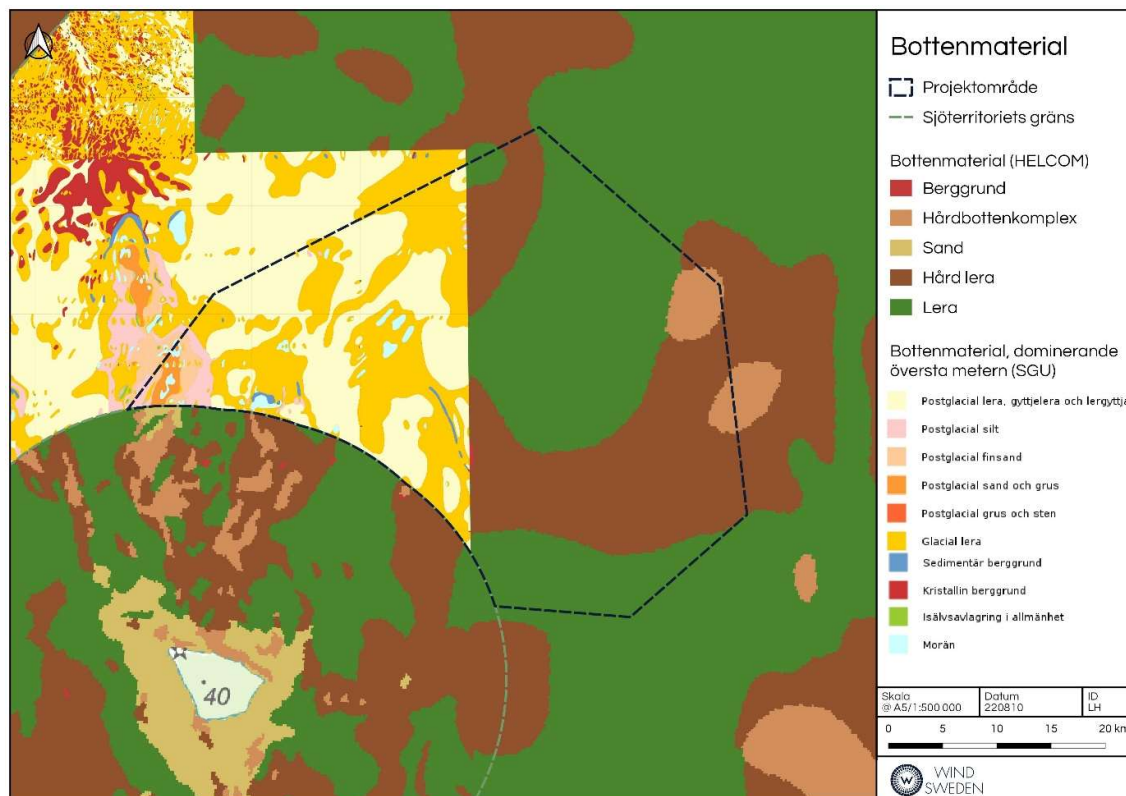 Bottenmaterial
Projektområde
Sjöterritoriets gräns
Bottenmaterial (HELCOM)
Berggrund
Hårdbottenkomplex
Sand
Hård lera
Lera
Bottenmaterial, dominerande
översta metern (SGU)
Postglacial lera, gyttjelera och lergyttja
Postglacial silt
Postglacial finsand
Postglacial sand och grus
Postglacial grus och sten
Glacial lera
Sedimentär berggrund
Kristallin berggrund
Isälvsavlagring i allmänhet
Morän
40
Skala Datum ID
@ A5/1:500 000 220810 LH
0 5 10 15 20 km
W WIND
SWEDEN